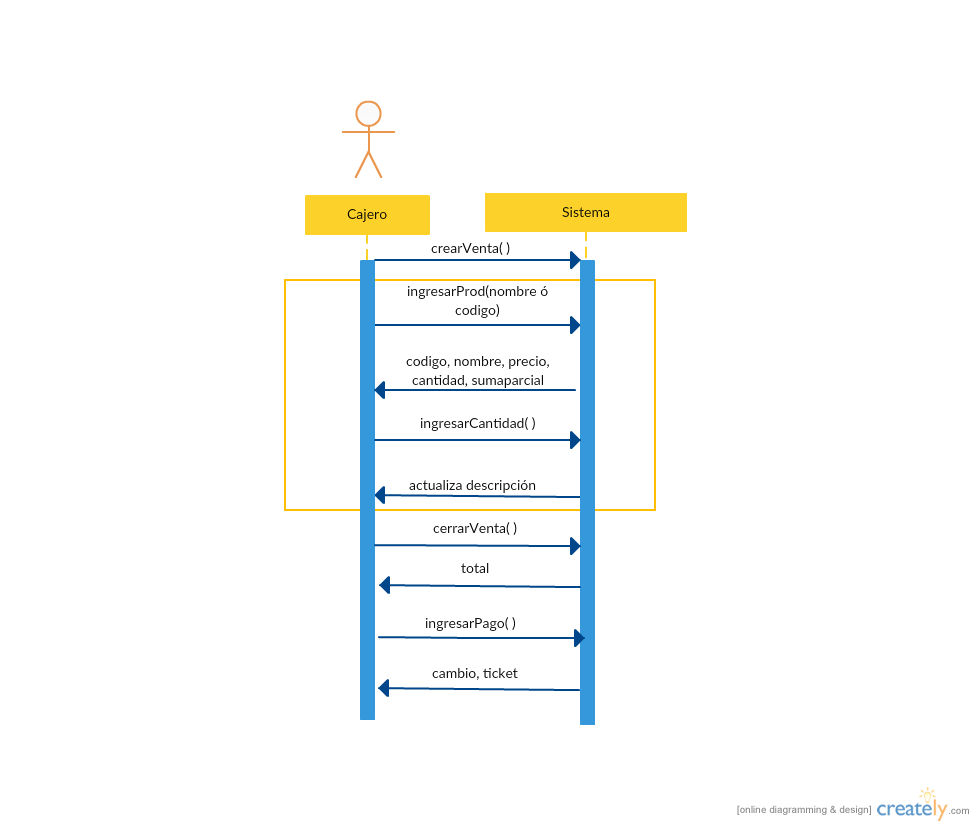 Cajero
Sistema
crearVenta( )
ingresarProd(nombre ó
codigo)
codigo, nombre, precio,
cantidad, sumaparcial
ingresarCantidad( )
actualiza descripción
cerrarVenta( )
total
ingresarPago( )
cambio, ticket
[online diagramming & design] creately.com